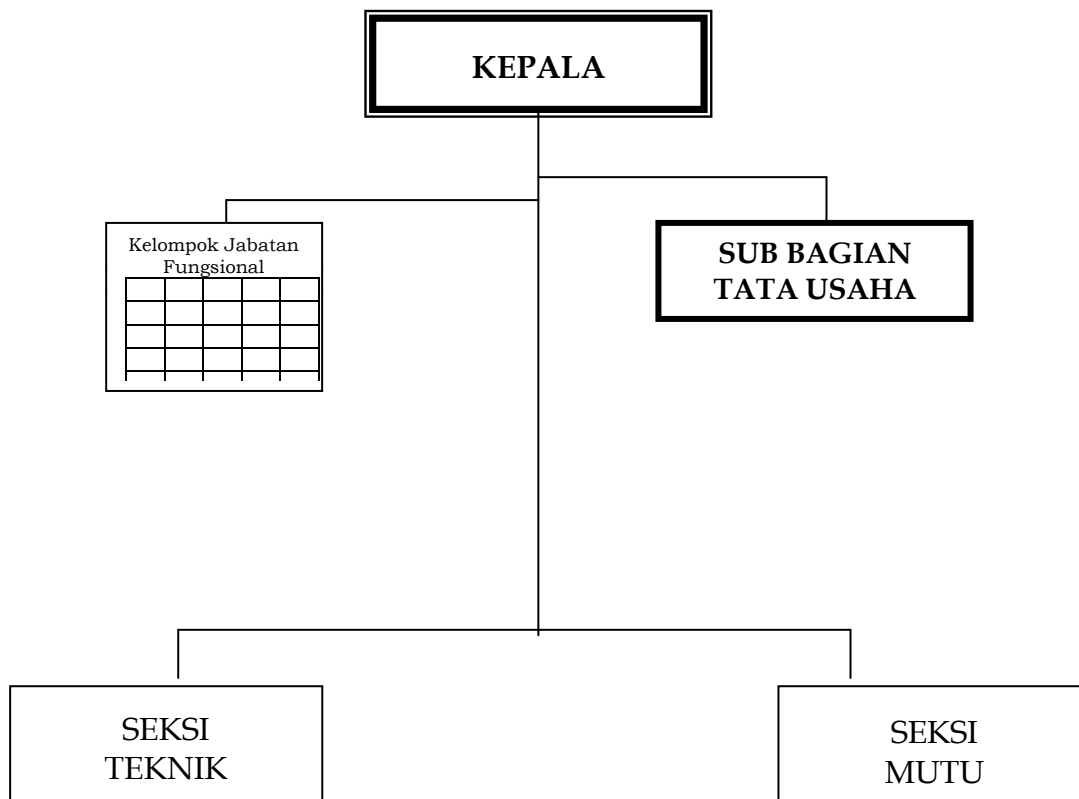 KEPALA
Kelompok Jabatan
Fungsional
SUB BAGIAN
TATA USAHA
SEKSI
TEKNIK
SEKSI
MUTU